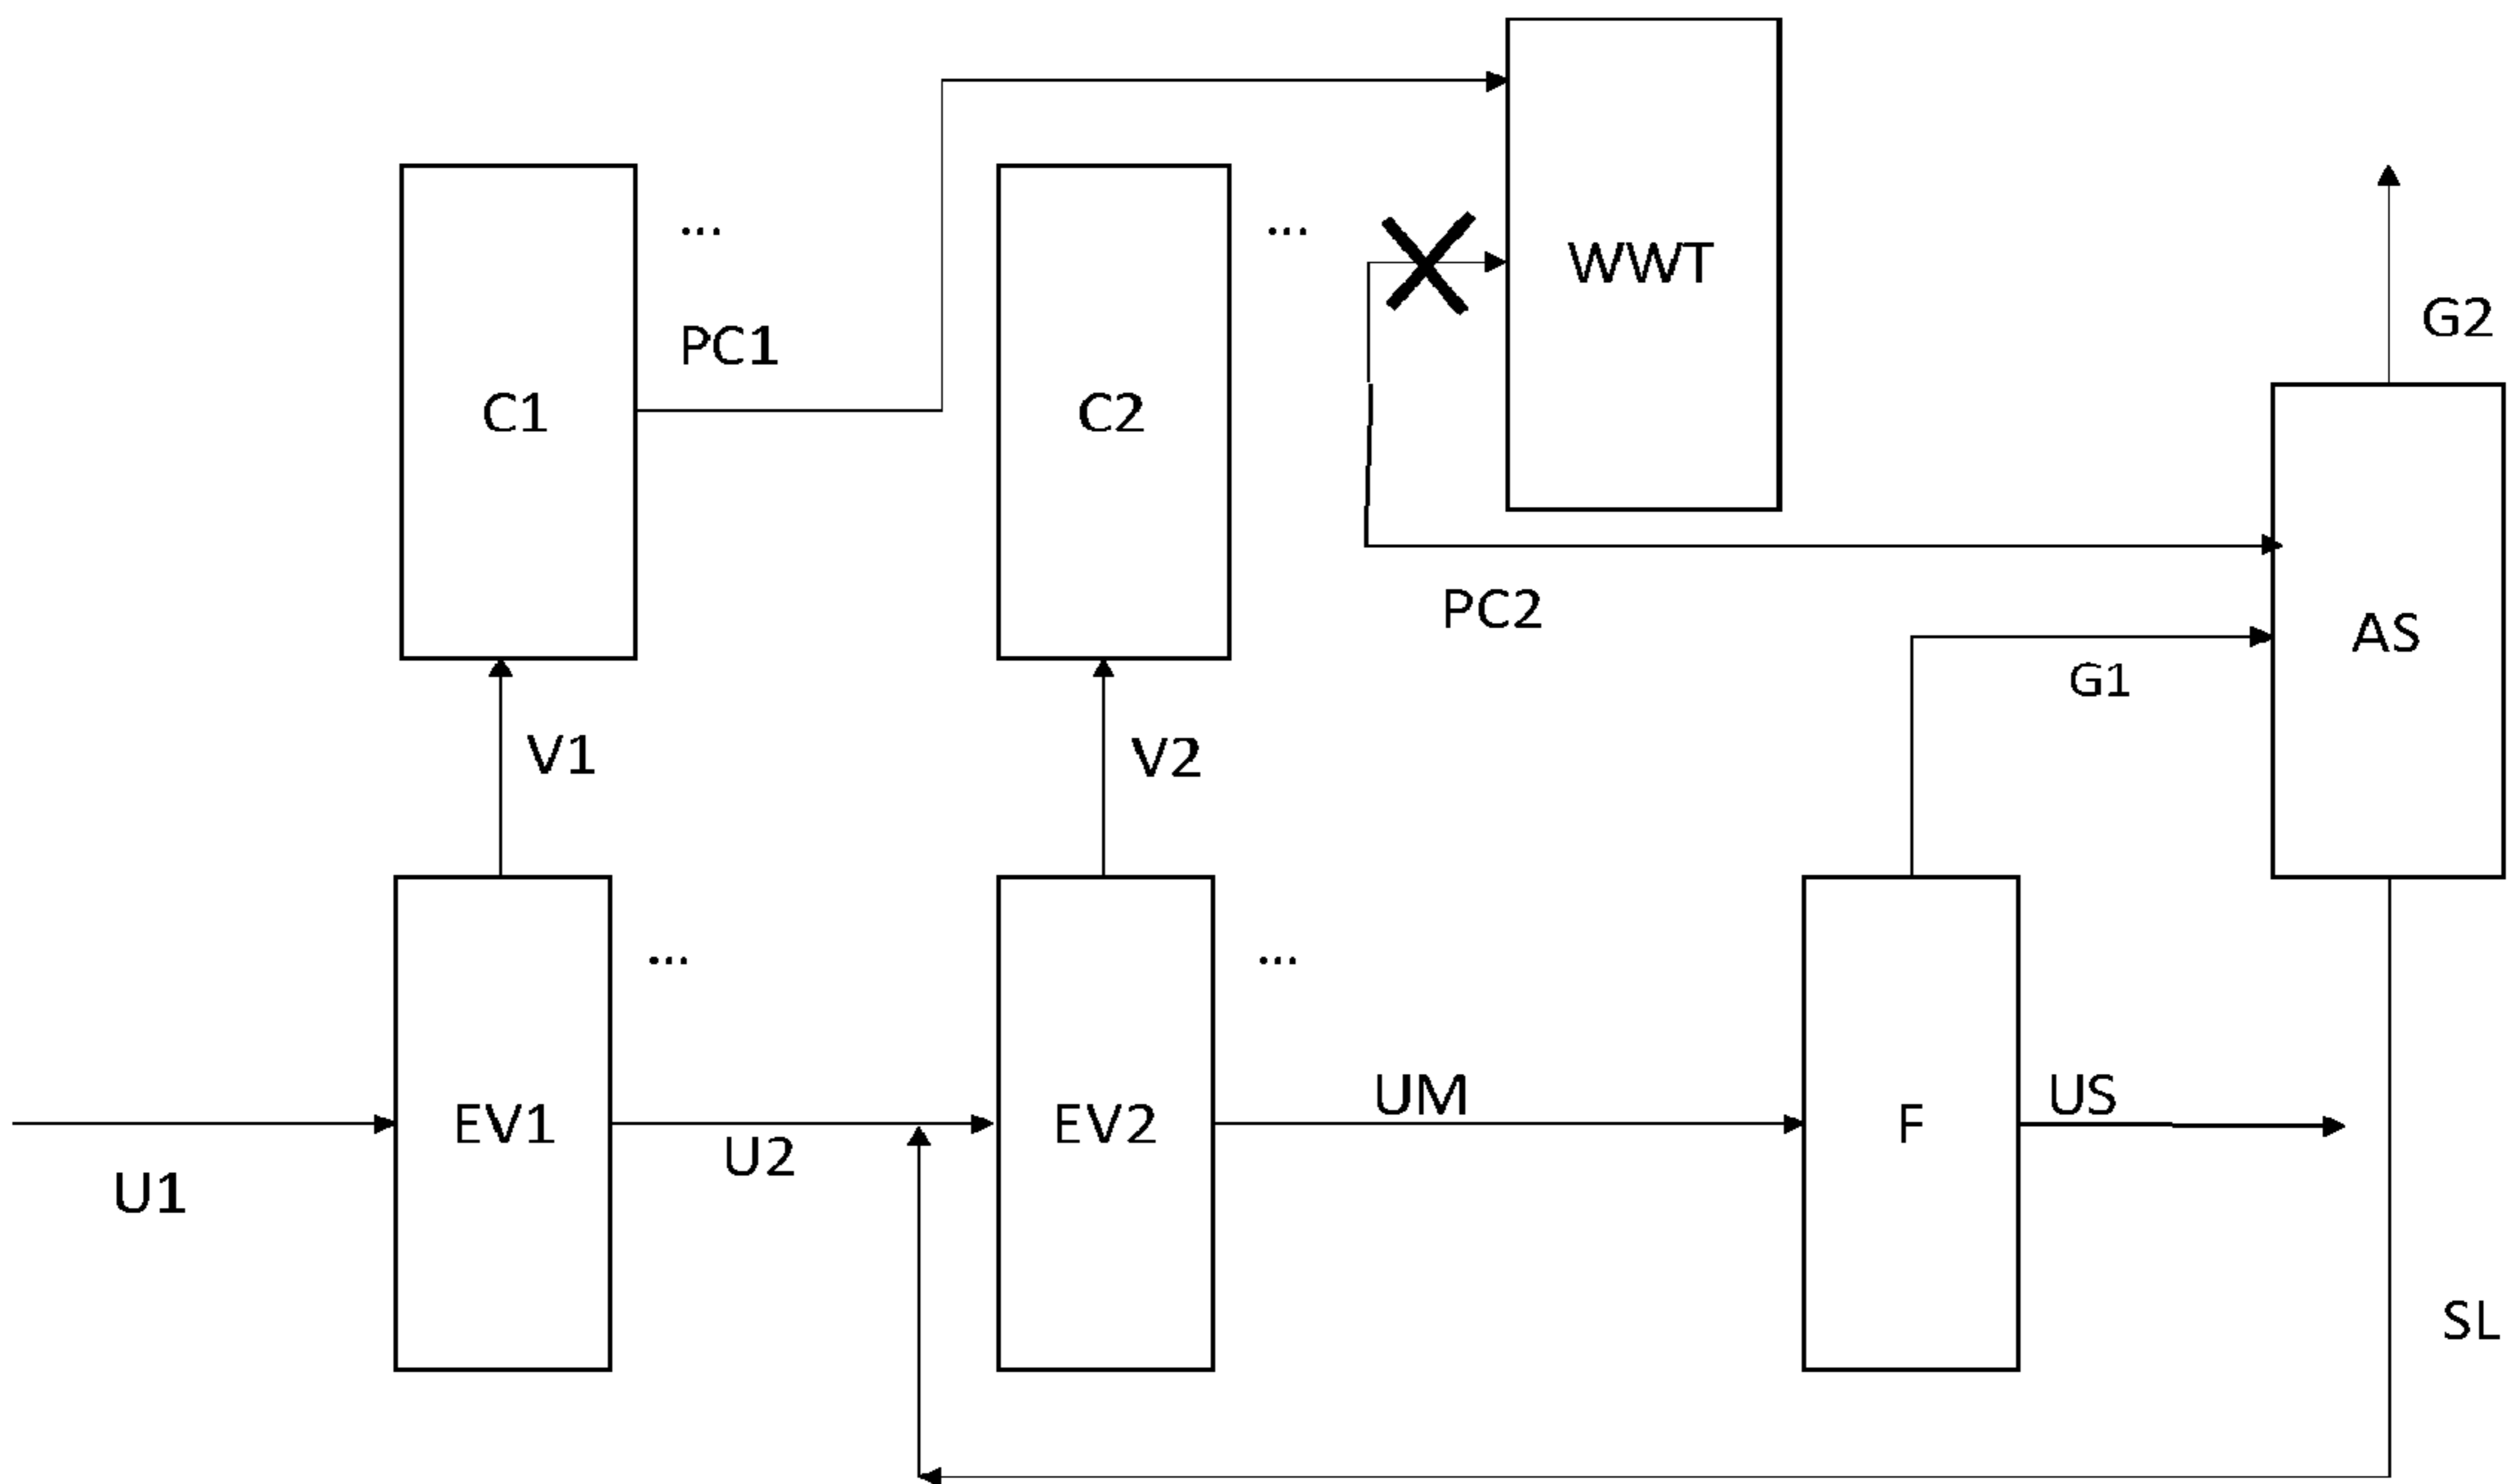 ...
...
WWT
G2
PC1
C1
C2
PC2
AS
G1
V1
V2
...
...
UM
US
EV1
U2
EV2
F
U1
SL